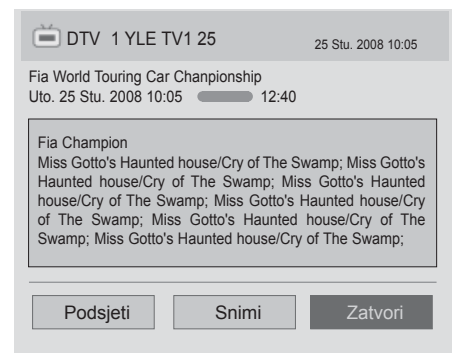 DTV 1 YLE TV1 25 25 Stu. 2008 10:05
Fia World Touring Car Chanpionship
Uto. 25 Stu. 2008 10:05 12:40
Fia Champion
Miss Gotto's Haunted house/Cry of The Swamp; Miss Gotto's
Haunted house/Cry of The Swamp; Miss Gotto's Haunted
house/Cry of The Swamp; Miss Gotto's Haunted house/Cry
of The Swamp; Miss Gotto's Haunted house/Cry of The
Swamp; Miss Gotto's Haunted house/Cry of The Swamp;
Podsjeti Snimi Zatvori